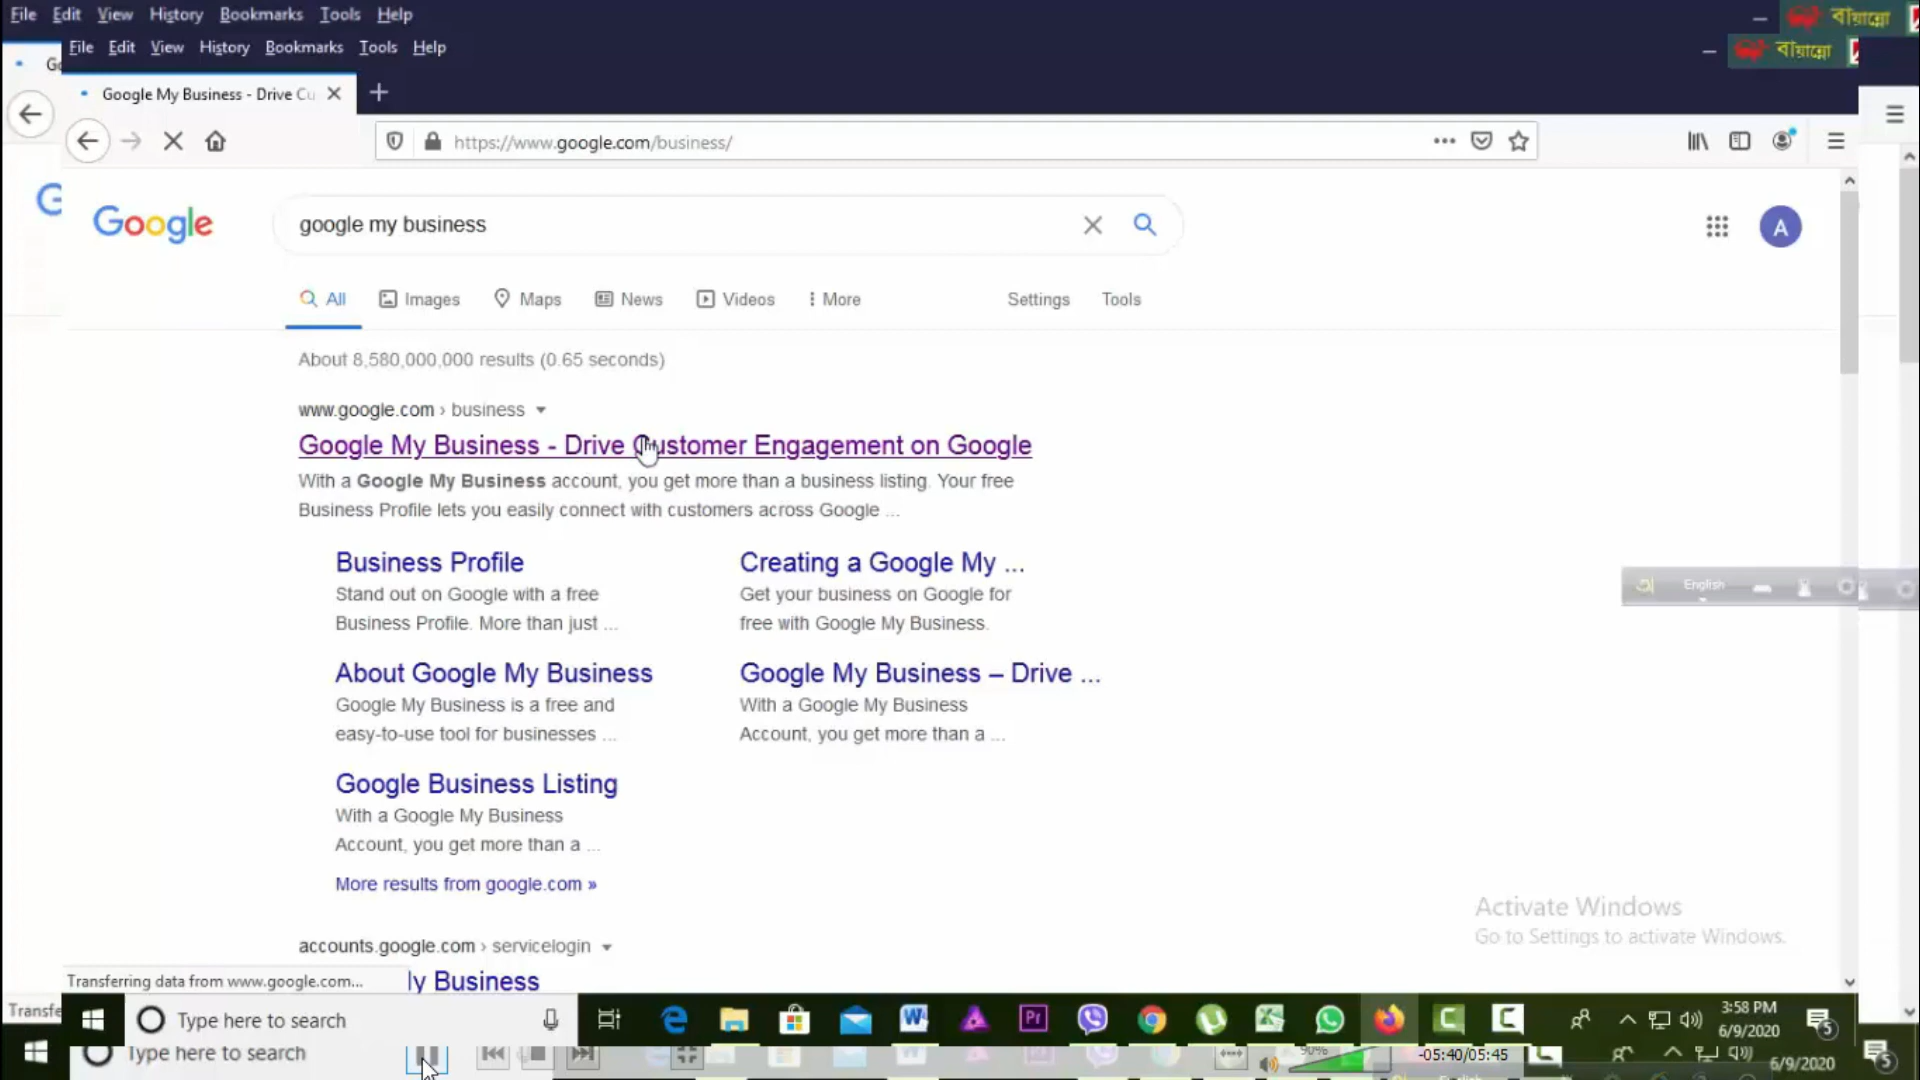 File Edit View History Bookmarks Tools Help
বায়ান্নো
File Edit View History Bookmarks Tools Help
বায়ান্নো
Google My Business - Drive Cu
https://www.google.com/business/
Google
google my business
A
All Images Maps News Videos More Settings Tools
About 8,580,000,000 results (0.65 seconds)
www.google.com › business
Google My Business - Drive Customer Engagement on Google
With a Google My Business account, you get more than a business listing. Your free
Business Profile lets you easily connect with customers across Google ...
Business Profile
Stand out on Google with a free
Business Profile. More than just ...
Creating a Google My ...
Get your business on Google for
free with Google My Business.
English
About Google My Business
Google My Business is a free and
easy-to-use tool for businesses ...
Google My Business – Drive ...
With a Google My Business
Account, you get more than a ...
Google Business Listing
With a Google My Business
Account, you get more than a ...
More results from google.com »
Activate Windows
Go to Settings to activate Windows.
accounts.google.com › servicelogin
Transferring data from www.google.com...
ly Business
Transfe
Type here to search
3:58 PM
6/9/2020
5
Type here to search
90%
-05:40/05:45
6/9/2020
5